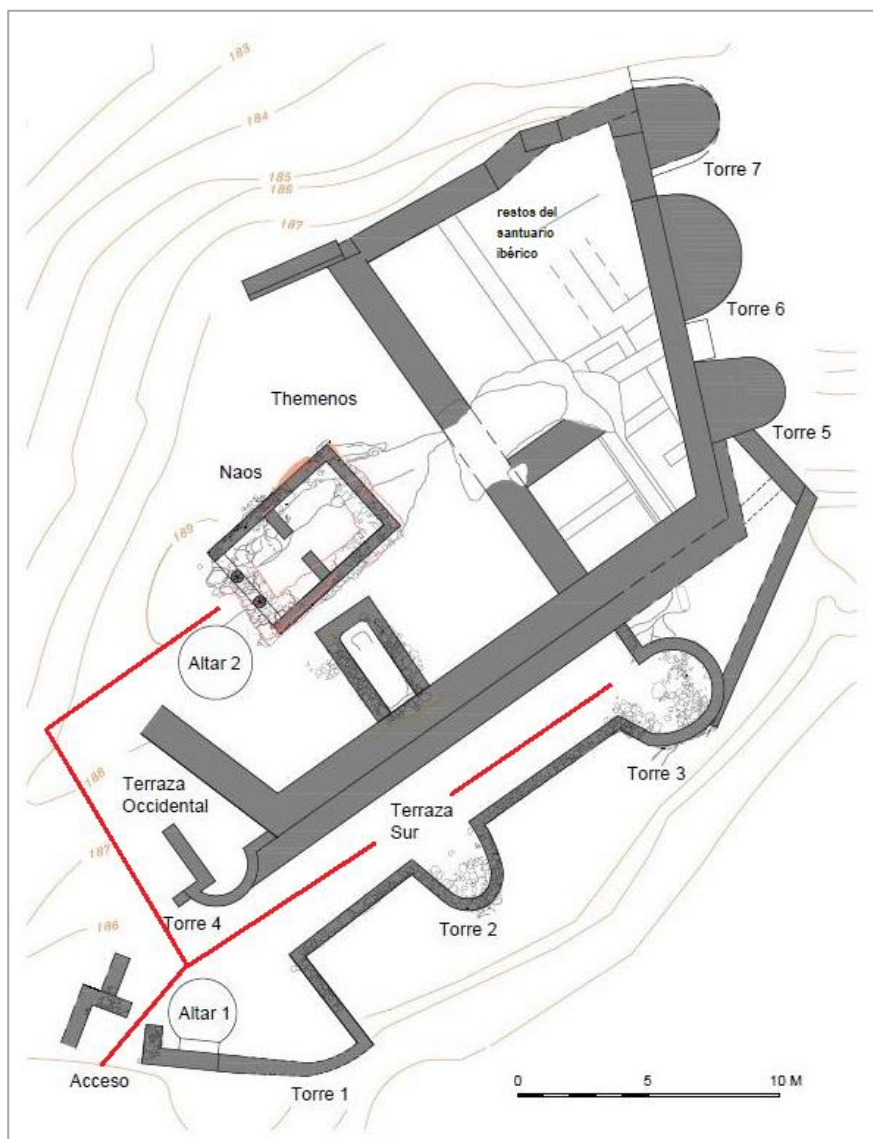 183
184
185
186
187
Torre 7
restos del
santuario
ibérico
Torre 6
Themenos
Torre 5
Naos
189
Altar 2
Torre 3
188
Terraza
Occidental
Terraza
Sur
187
Torre 4
Torre 2
186
Altar 1
Acceso
Torre 1
0 5 10 M